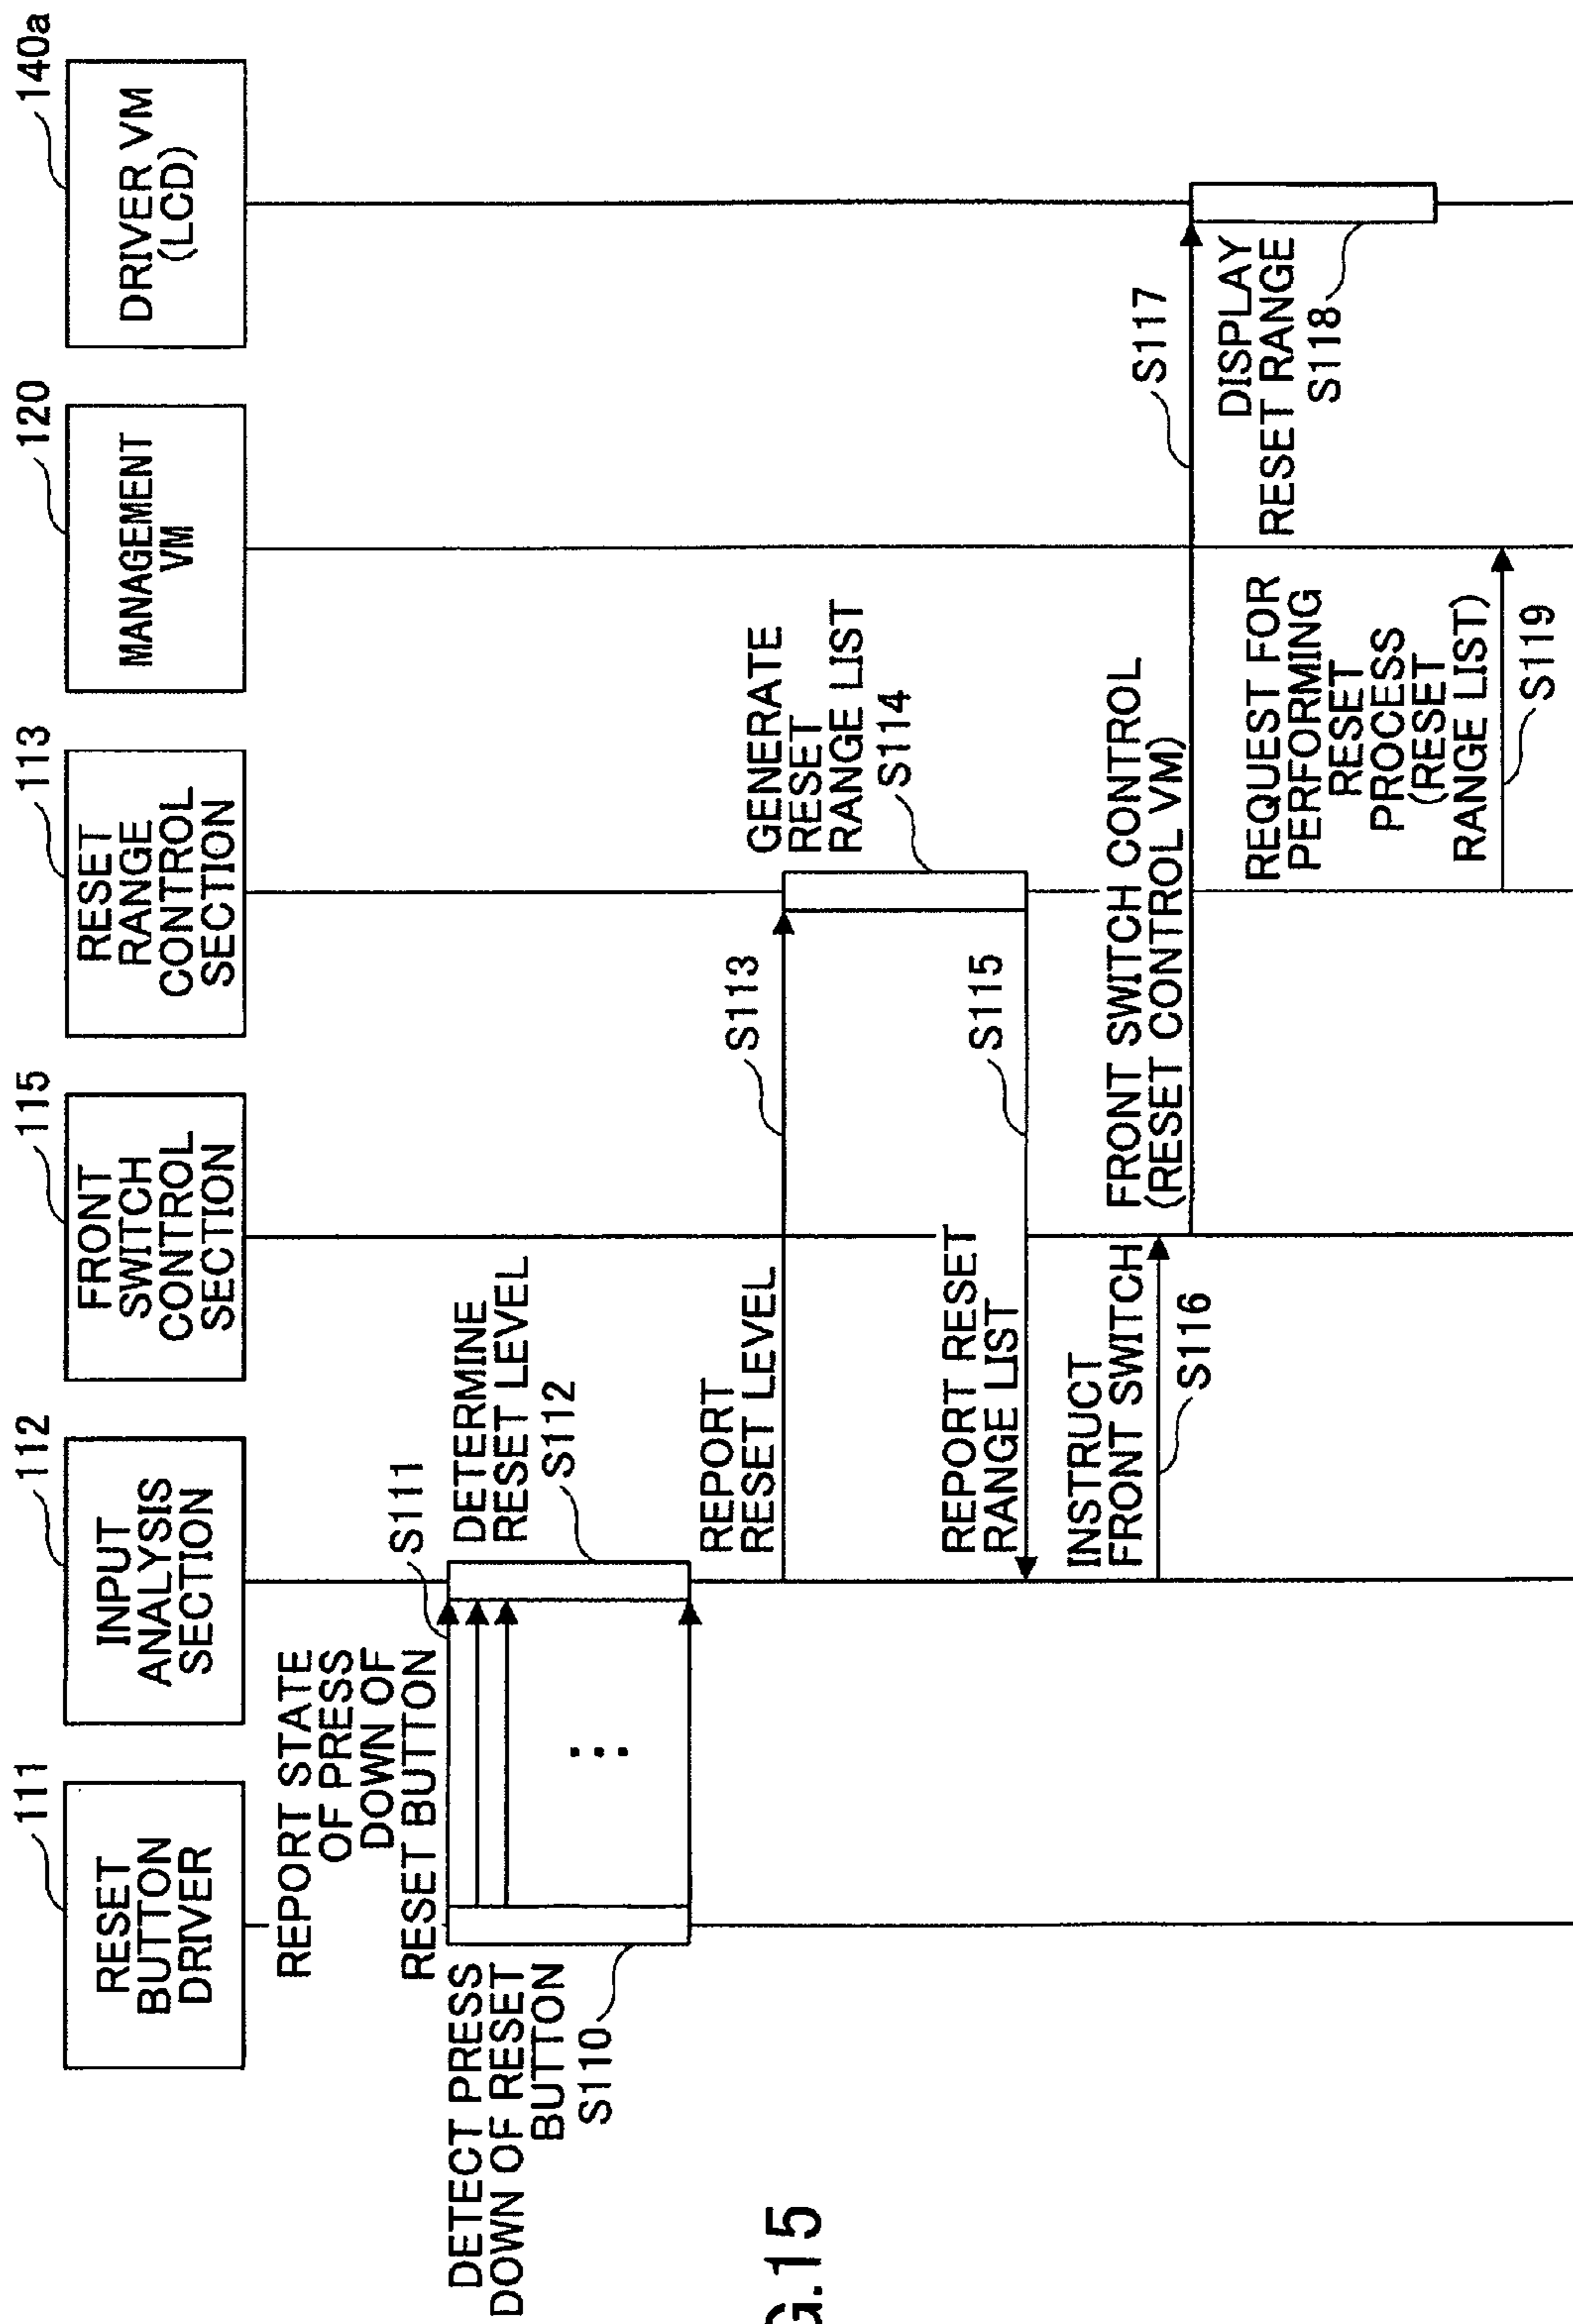 111
RESET
BUTTON
DRIVER
112
INPUT
ANALYSIS
SECTION
115
FRONT
SWITCH
CONTROL
SECTION
113
RESET
RANGE
CONTROL
SECTION
120
MANAGEMENT
VM
140a
DRIVER VM
(LCD)
REPORT STATE
OF PRESS
DOWN OF
RESET BUTTON
S111
DETECT PRESS
DOWN OF RESET
BUTTON
S110
DETERMINE
RESET LEVEL
S112
REPORT
RESET LEVEL
S113
GENERATE
RESET
RANGE LIST
S114
REPORT RESET
RANGE LIST
S115
INSTRUCT
FRONT SWITCH
S116
FRONT SWITCH CONTROL
(RESET CONTROL VM)
S117
DISPLAY
RESET RANGE
S118
REQUEST FOR
PERFORMING
RESET
PROCESS
(RESET
RANGE LIST)
S119
G.15